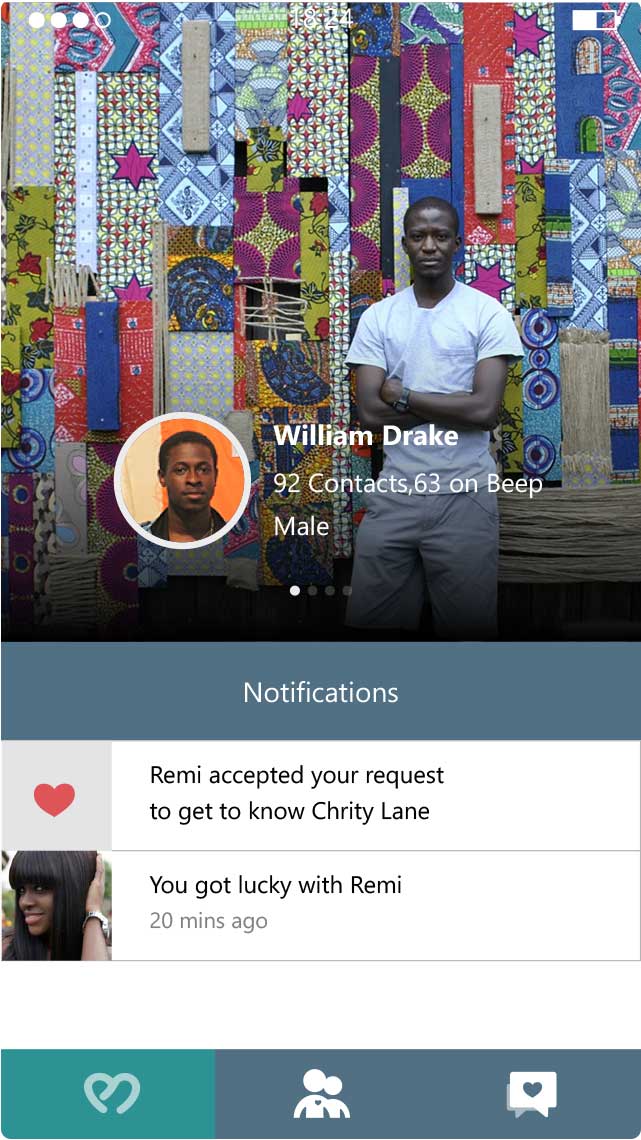 18:24
William Drake
92 Contacts,63 on Beep
Male
Notifications
Remi accepted your request
to get to know Chrity Lane
You got lucky with Remi
20 mins ago